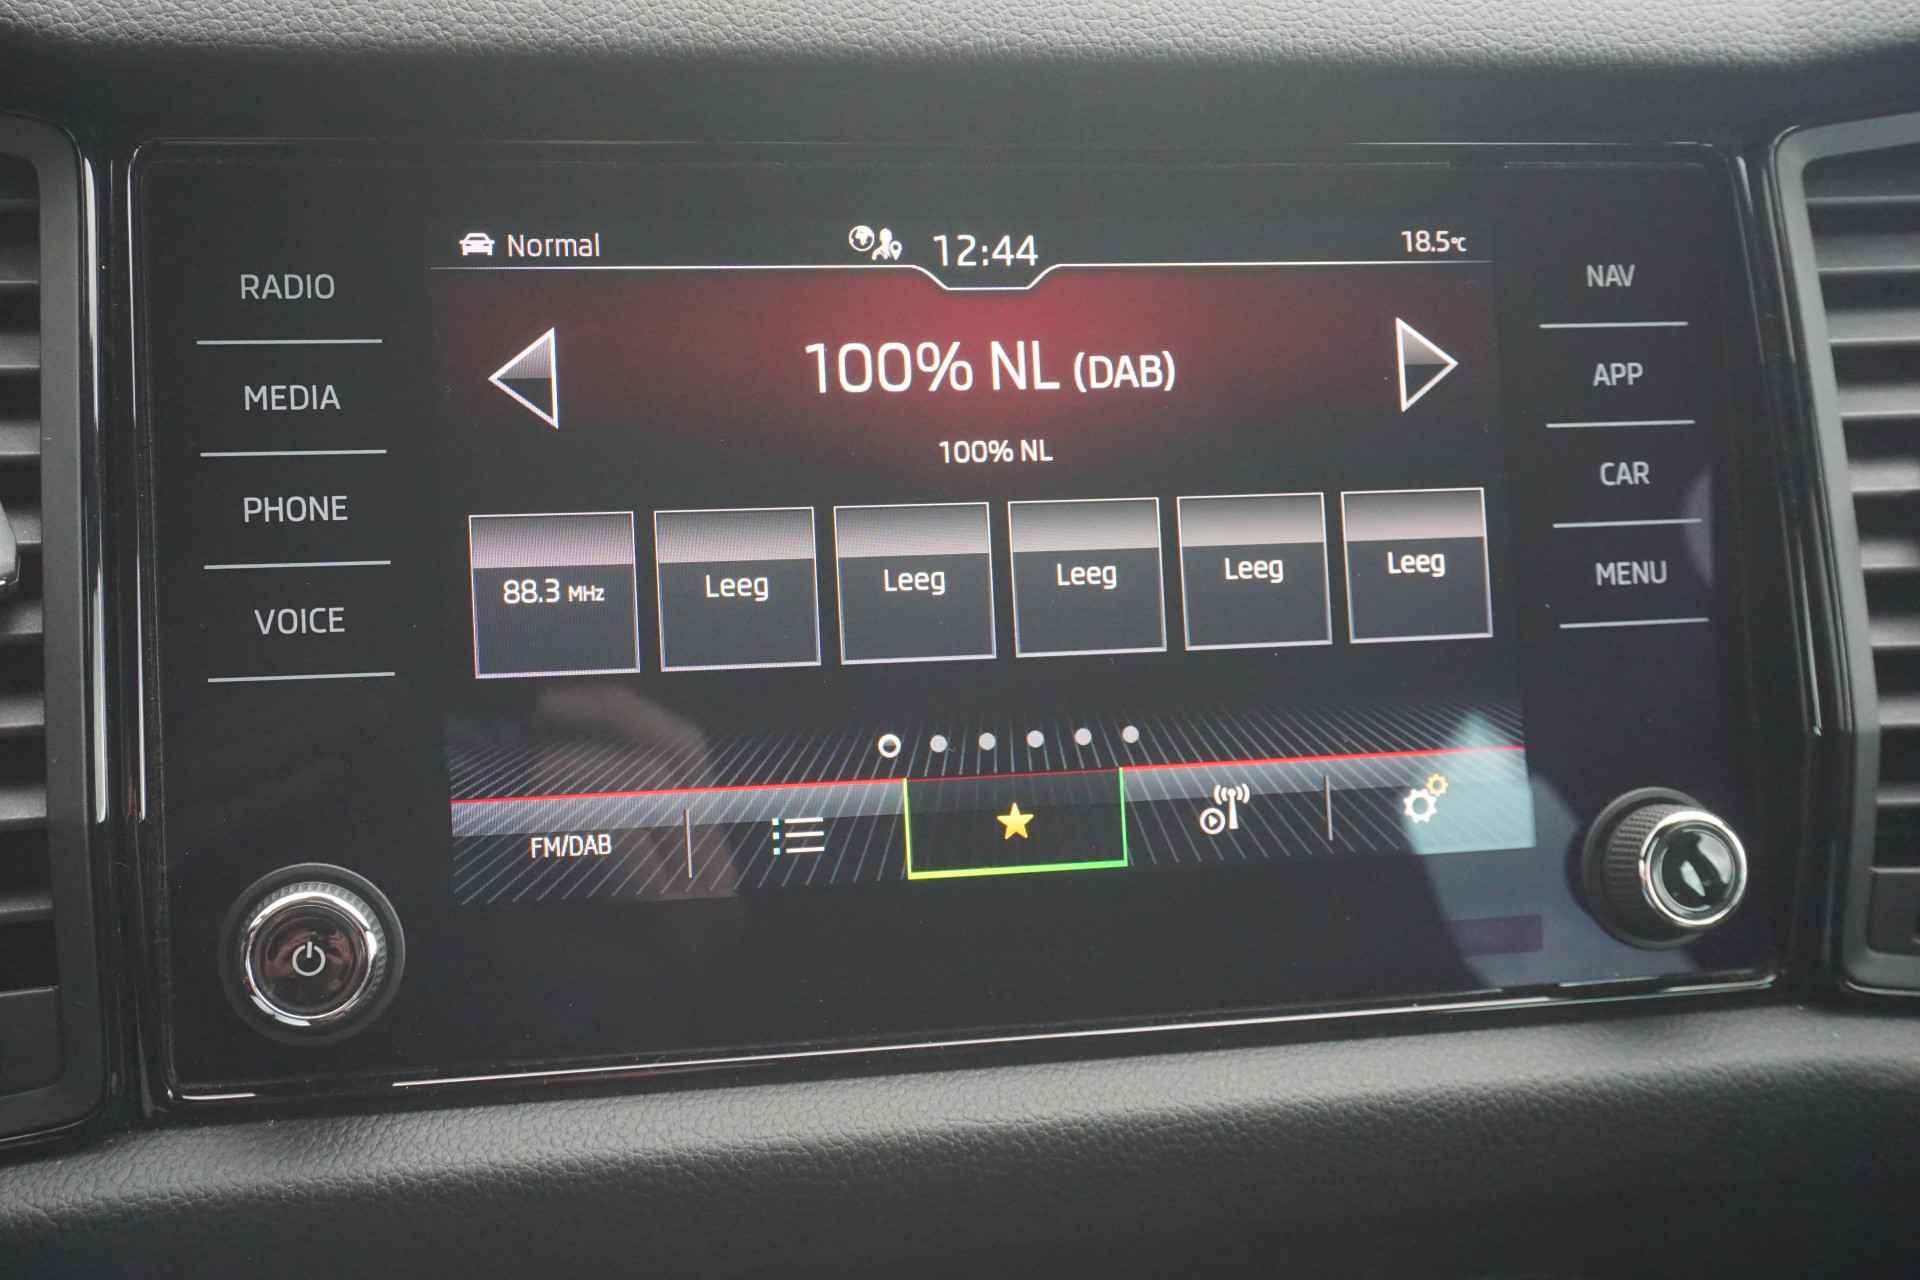 Normal
12:44
18.5°C
RADIO
MEDIA
PHONE
VOICE
100% NL (DAB)
100% NL
88.3 MHz
Leeg
Leeg
Leeg
Leeg
Leeg
FM/DAB
NAV
APP
CAR
MENU